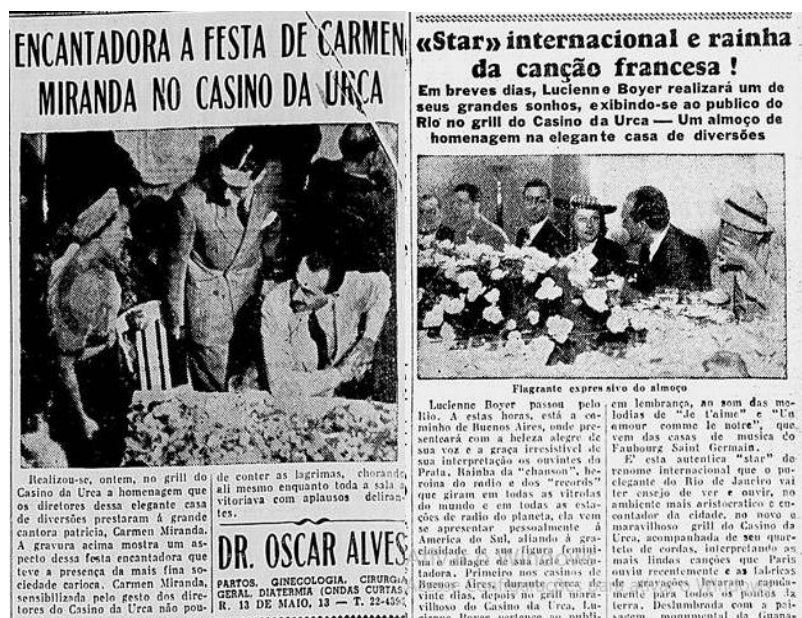 ENCANTADORA A FESTA DE CARMEN
MIRANDA NO CASINO DA URCA
Realizou-se, ontem, no grill do
Casino da Urca a homenagem que
os diretores dessa elegante casa
de diversões prestaram á grande
cantora patricia, Carmen Miranda.
A gravura acima mostra um as-
pecto dessa festa encantadora que
teve a presença da mais fina so-
ciedade carioca. Carmen Miranda,
sensibilizada pelo gesto dos dire-
tores do Casino da Urca não pou-
de conter as lagrimas, chorando
ali mesmo enquanto toda a sala a
vitoriava com aplausos deliran-
tes.
DR. OSCAR ALVES
PARTOS. GINECOLOGIA. CIRURGIA
GERAL. DIATERMIA (ONDAS CURTAS)
R. 13 DE MAIO, 13 — T. 22-439
«Star» internacional e rainha
da canção francesa !
Em breves dias, Lucienne Boyer realizará um de
seus grandes sonhos, exibindo-se ao publico do
Rio no grill do Casino da Urca — Um almoço de
homenagem na elegante casa de diversões
Flagrante expressivo do almoço
Lucienne Boyer passou pelo
Rio. A estas horas, está a ca-
minho de Buenos Aires, onde pre-
senteará com a beleza alegre de
sua voz e a graça irresistivel de
sua interpretação os ouvintes do
Prata. Rainha da "chanson", he-
roina do radio e dos "records"
que giram em todas as vitrolas
do mundo e em todas as esta-
ções de radio do planeta, ela vem
se apresentar pessoalmente á
America do Sul, aliando á gra-
ciosidade de sua figura femini-
na o milagre de sua voz
tadora. Primeiro nos casinos de
Buenos Aires, durante cerca de
vinte dias, depois no grill mara-
vilhoso do Casino da Urca, Lu-
cienne Boyer
em lembrança, ao som das me-
lodias de "Je t'aime" e "Un
amour comme le notre", que
vem das casas de musica do
Faubourg Saint Germain.
E' esta autentica "star" de
renome internacional que o pu-
elegante do Rio de Janeiro vai
ter ensejo de ver e ouvir, no
ambiente mais aristocratico e en-
cantador da cidade, no novo e
maravilhoso grill do Casino da
Urca, acompanhada de seu quar-
teto de cordas, interpretando as
mais lindas canções que Paris
ouviu recentemente e as fabricas
de gravações levaram rapida-
mente para todos os pontos da
terra. Deslumbrada com a pai-
sagem monumental da Guana-